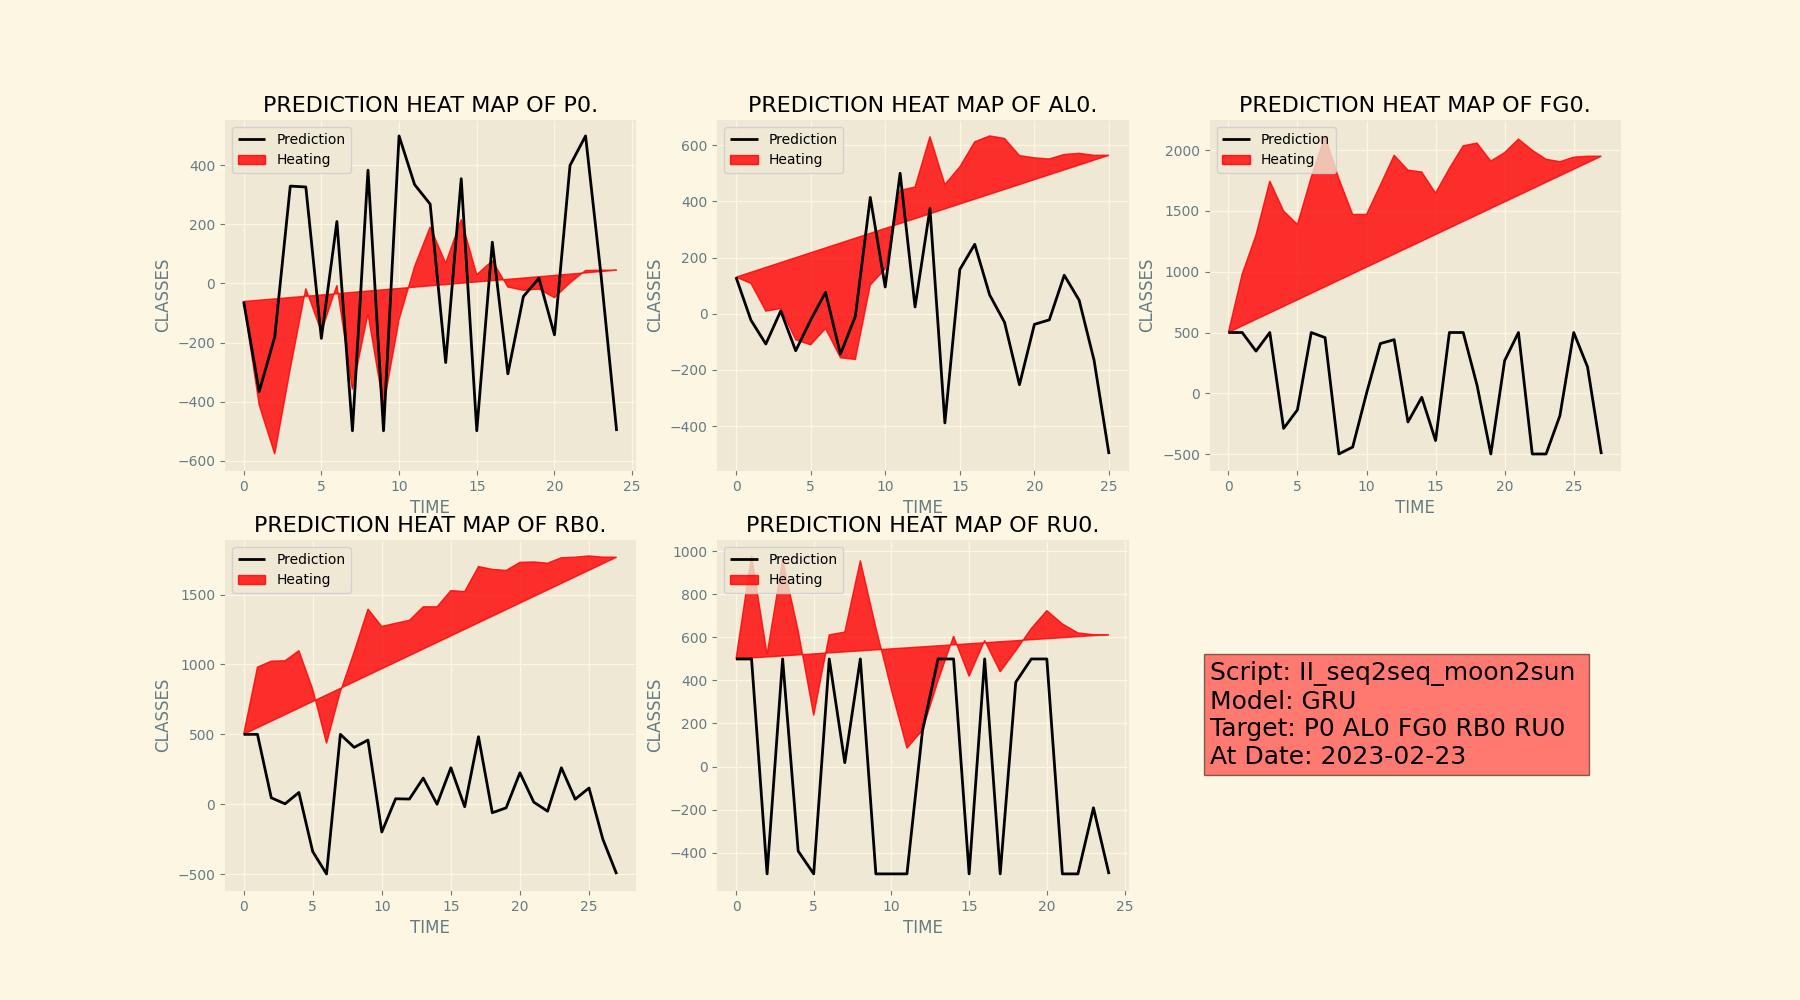 PREDICTION HEAT MAP OF P0.
Prediction
Heating
CLASSES
400
200
0
−200
−400
−600
0 5 10 15 20 25
TIME
PREDICTION HEAT MAP OF AL0.
Prediction
Heating
CLASSES
600
400
200
0
−200
−400
0 5 10 15 20 25
TIME
PREDICTION HEAT MAP OF FG0.
Prediction
Heating
CLASSES
2000
1500
1000
500
0
−500
0 5 10 15 20 25
TIME
PREDICTION HEAT MAP OF RB0.
Prediction
Heating
CLASSES
1500
1000
500
0
−500
0 5 10 15 20 25
TIME
PREDICTION HEAT MAP OF RU0.
Prediction
Heating
CLASSES
1000
800
600
400
200
0
−200
−400
0 5 10 15 20 25
TIME
Script: II_seq2seq_moon2sun
Model: GRU
Target: P0 AL0 FG0 RB0 RU0
At Date: 2023-02-23